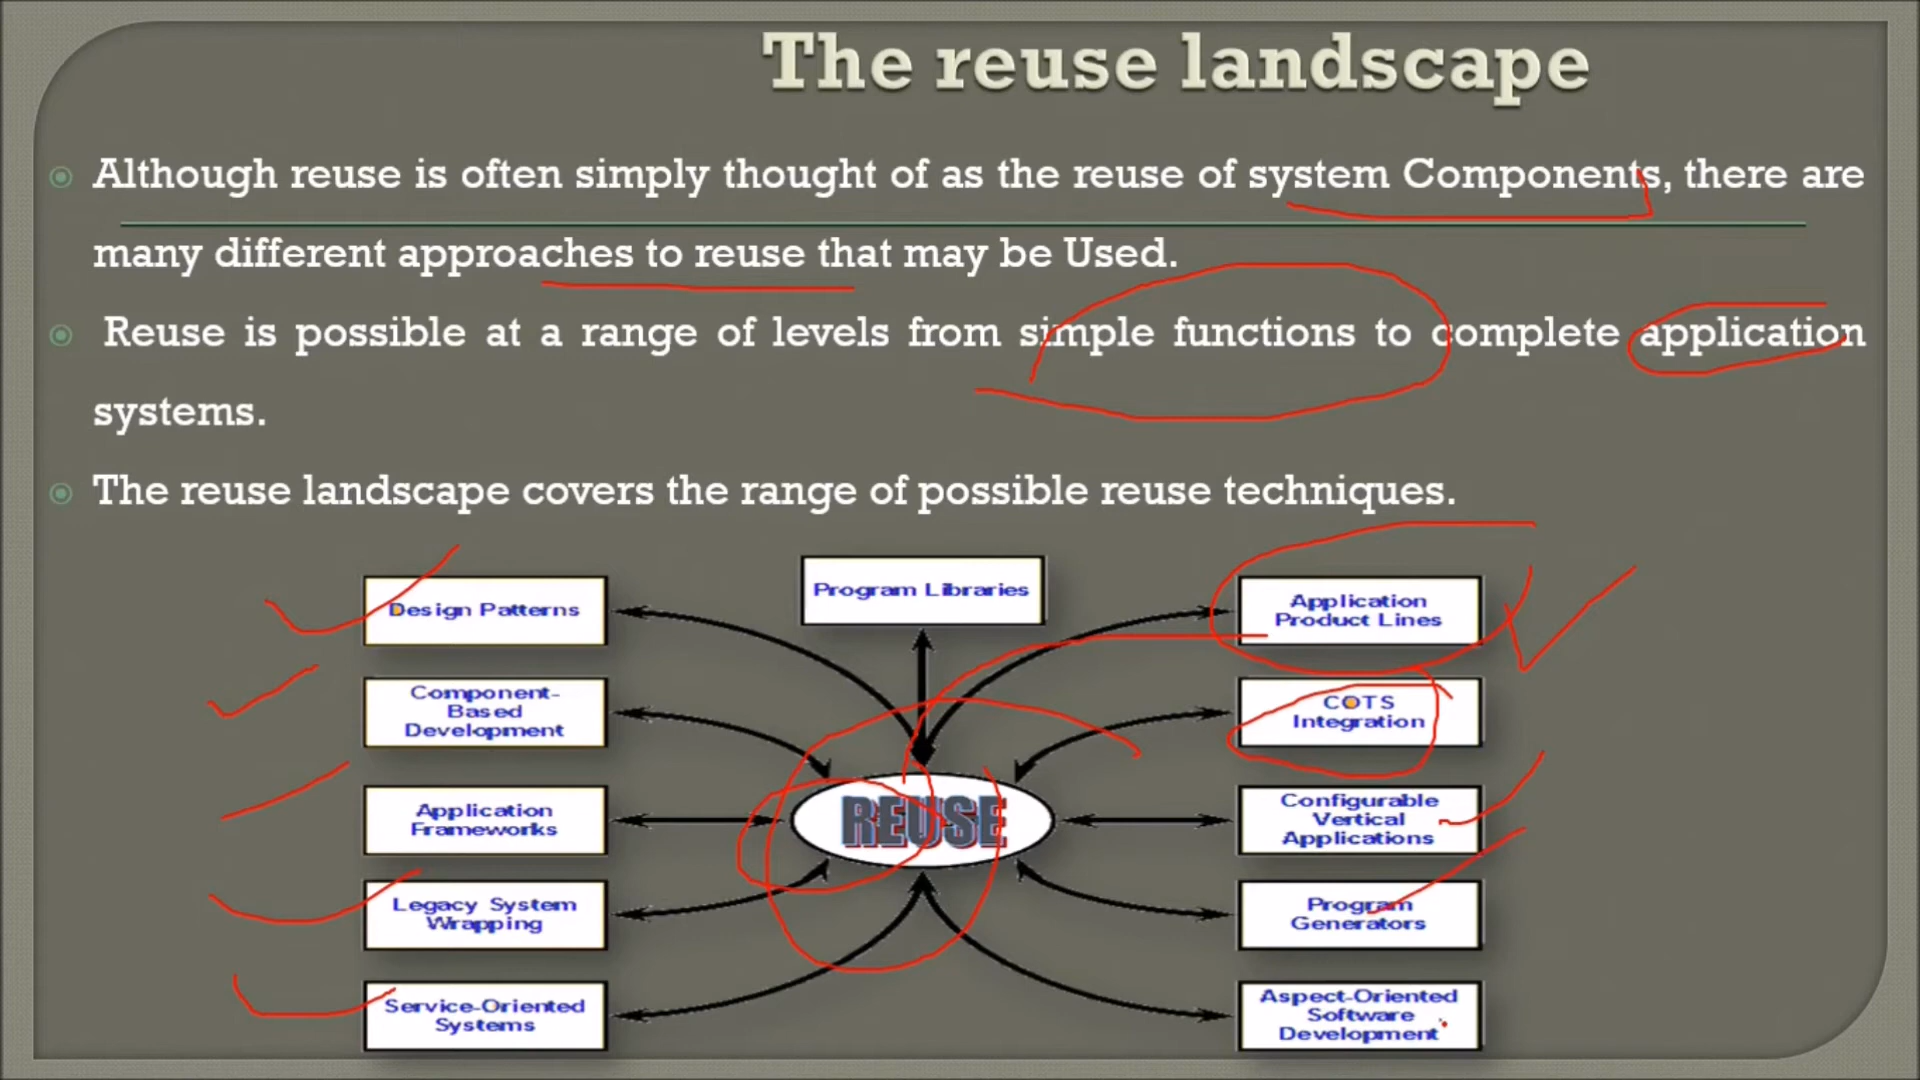 The reuse landscape
Although reuse is often simply thought of as the reuse of system Components, there are
many different approaches to reuse that may be Used.
Reuse is possible at a range of levels from simple functions to complete application
systems.
The reuse landscape covers the range of possible reuse techniques.
Program Libraries
Design Patterns
Component-
Based
Development
Application
Frameworks
Legacy System
Wrapping
Service-Oriented
Systems
REUSE
Application
Product Lines
COTS
Integration
Configurable
Vertical
Applications
Program
Generators
Aspect-Oriented
Software
Development